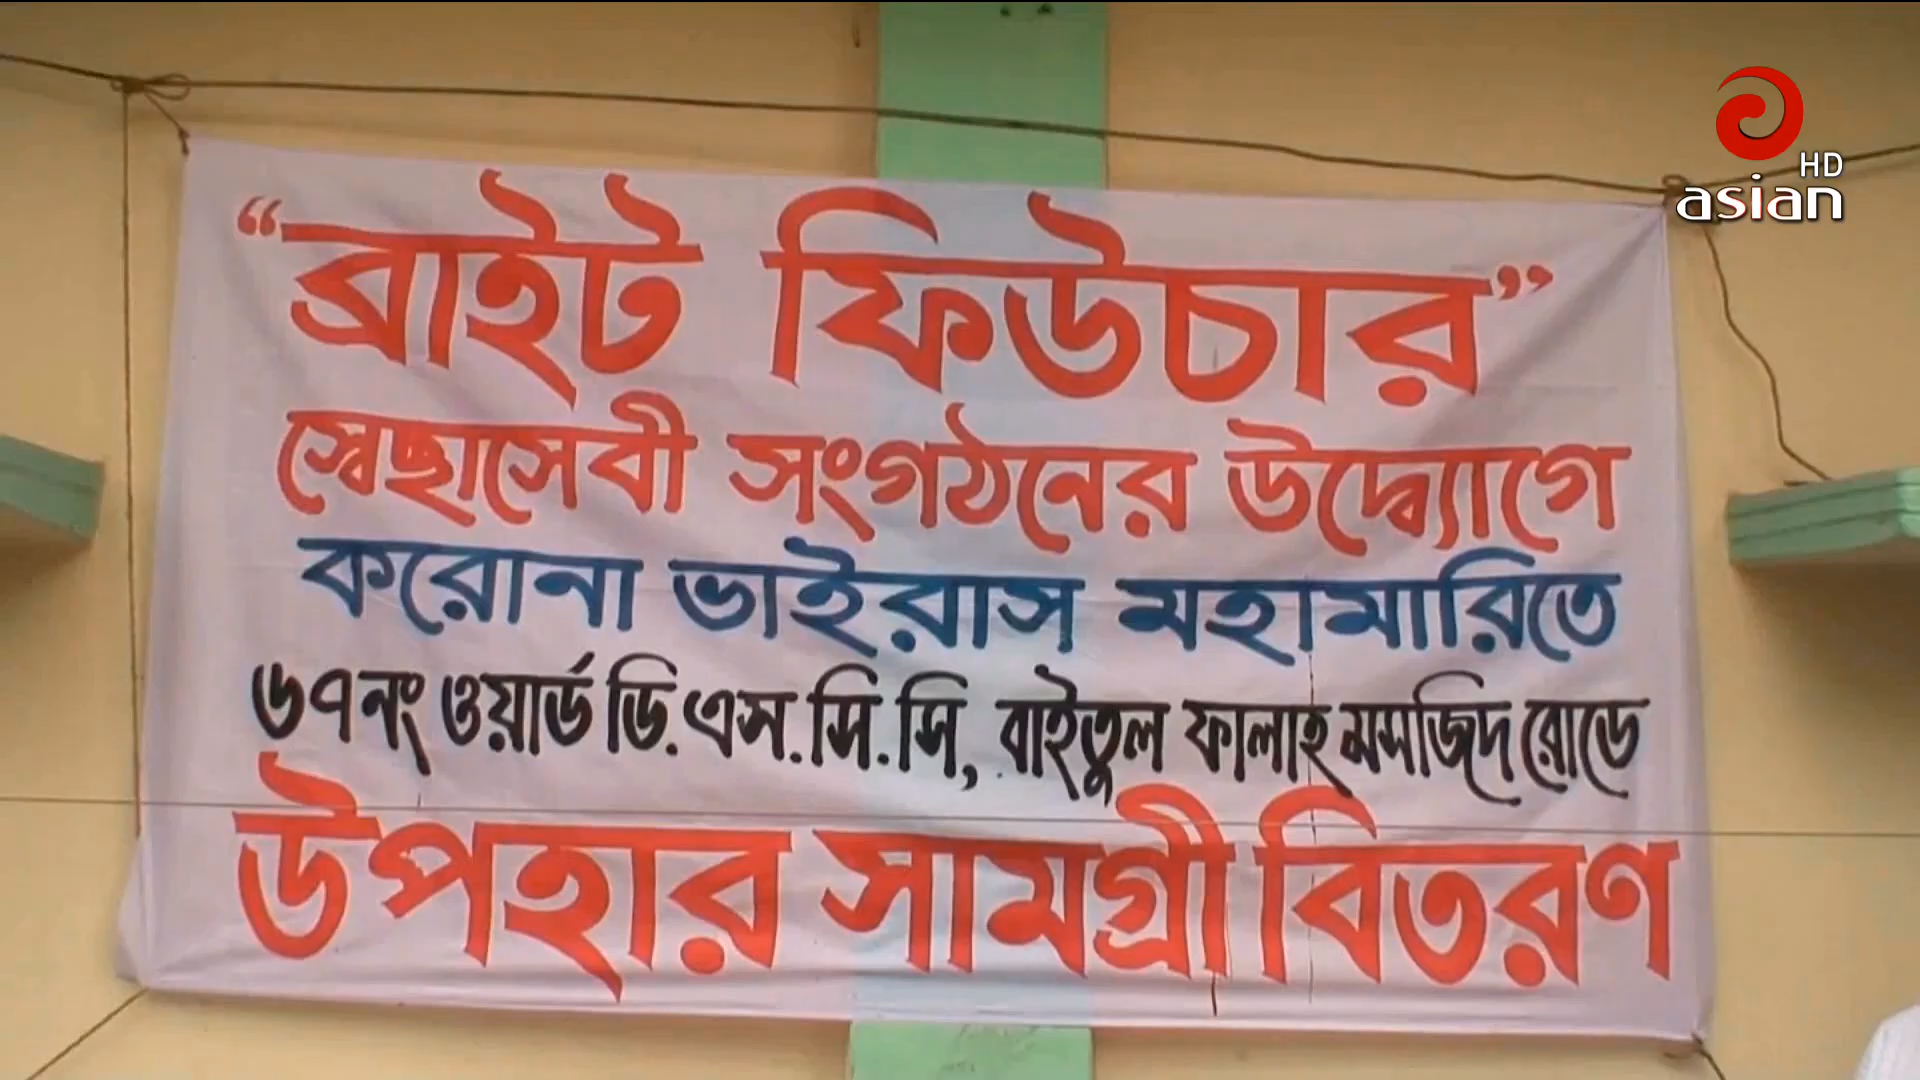 “ব্রাইট ফিউচার”
স্বেচ্ছাসেবী সংগঠনের উদ্দ্যোগে
করোনা ভাইরাস মহামারিতে
৬৭নং ওয়ার্ড ডি.এস.সি.সি, বাইতুল ফালাহ মসজিদ রোডে
উপহার সামগ্রী বিতরণ
HD
asian